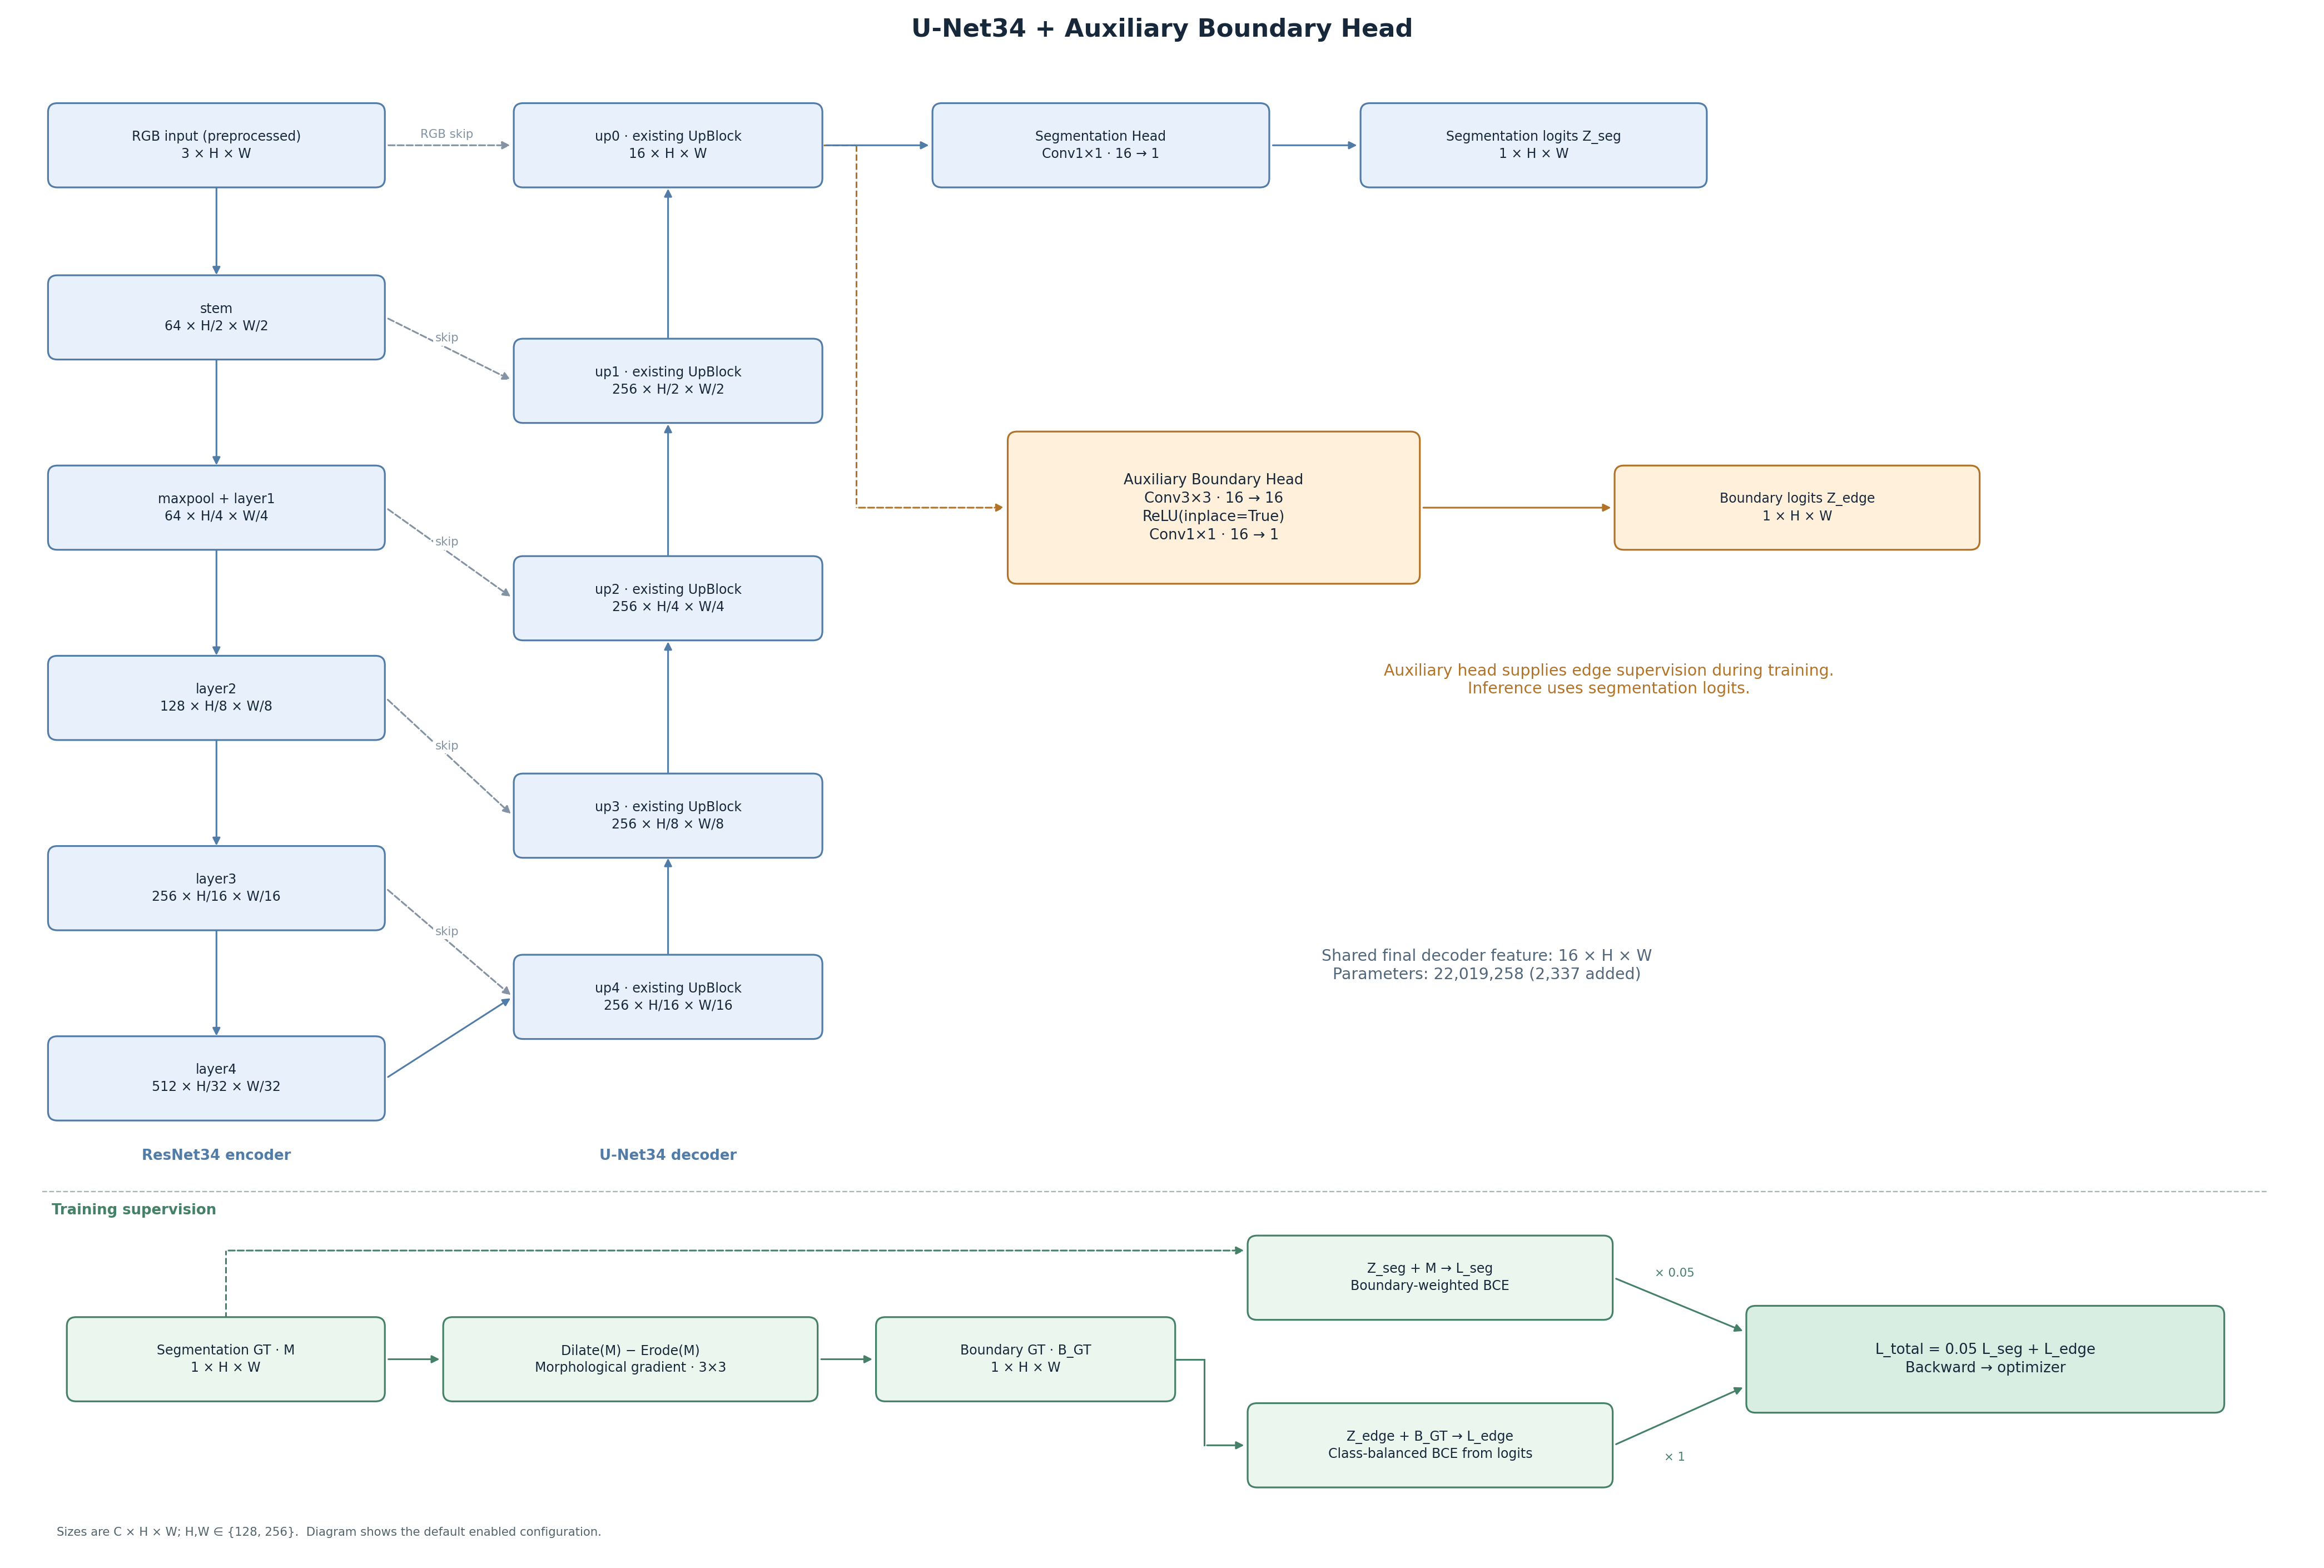 U-Net34 + Auxiliary Boundary Head
RGB input (preprocessed)
3 × H × W
RGB skip
up0 · existing UpBlock
16 × H × W
Segmentation Head
Conv1×1 · 16 → 1
Segmentation logits Z_seg
1 × H × W
stem
64 × H/2 × W/2
skip
up1 · existing UpBlock
256 × H/2 × W/2
maxpool + layer1
64 × H/4 × W/4
skip
up2 · existing UpBlock
256 × H/4 × W/4
Auxiliary Boundary Head
Conv3×3 · 16 → 16
ReLU(inplace=True)
Conv1×1 · 16 → 1
Boundary logits Z_edge
1 × H × W
Auxiliary head supplies edge supervision during training.
Inference uses segmentation logits.
layer2
128 × H/8 × W/8
skip
up3 · existing UpBlock
256 × H/8 × W/8
layer3
256 × H/16 × W/16
skip
up4 · existing UpBlock
256 × H/16 × W/16
Shared final decoder feature: 16 × H × W
Parameters: 22,019,258 (2,337 added)
layer4
512 × H/32 × W/32
ResNet34 encoder
U-Net34 decoder
Training supervision
Segmentation GT · M
1 × H × W
Dilate(M) − Erode(M)
Morphological gradient · 3×3
Boundary GT · B_GT
1 × H × W
Z_seg + M → L_seg
Boundary-weighted BCE
× 0.05
Z_edge + B_GT → L_edge
Class-balanced BCE from logits
× 1
L_total = 0.05 L_seg + L_edge
Backward → optimizer
Sizes are C × H × W; H,W ∈ {128, 256}.  Diagram shows the default enabled configuration.